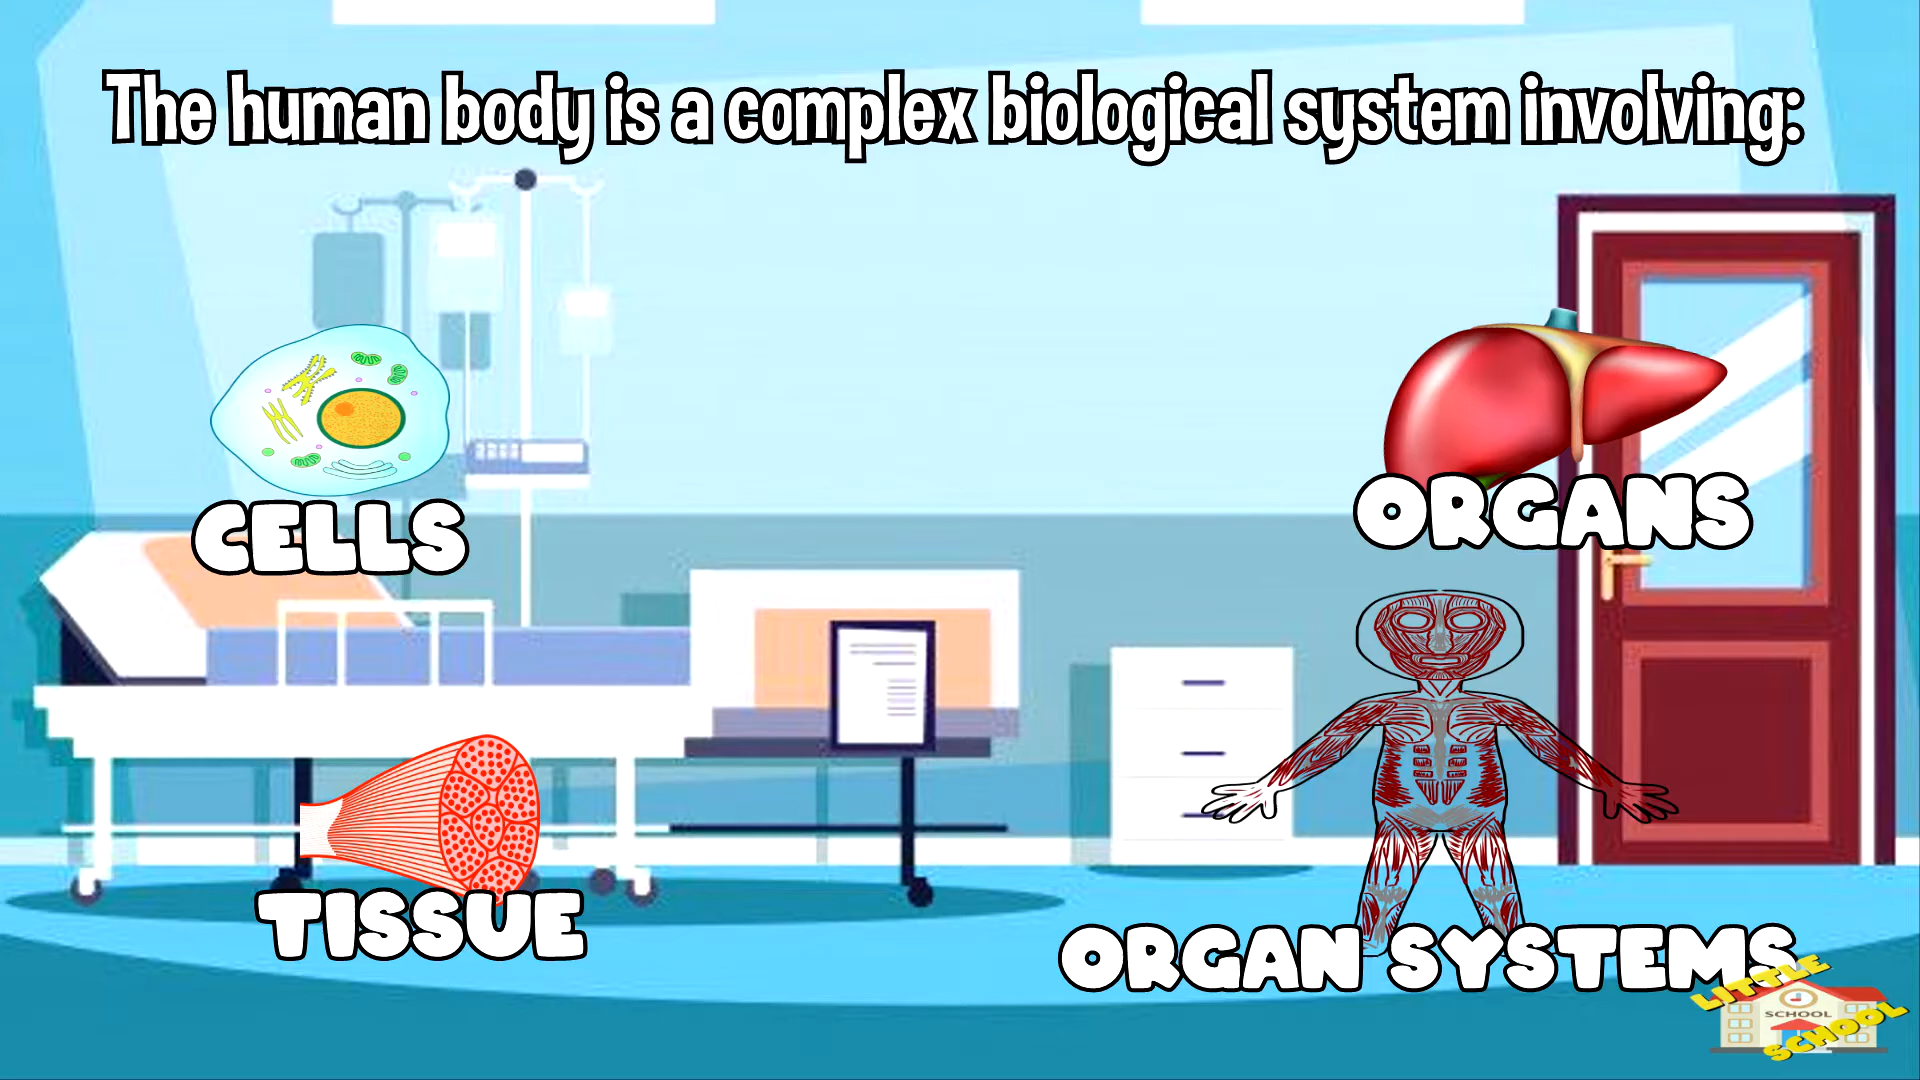 The human body is a complex biological system involving:
CELLS
ORGANS
TISSUE
ORGAN SYSTEMS
LITTLE
SCHOOL
SCHOOL